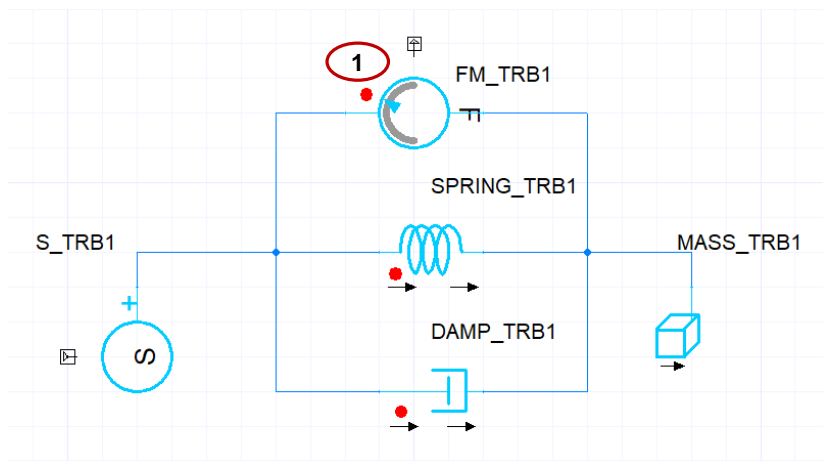 1
FM_TRB1
F
SPRING_TRB1
S_TRB1
MASS_TRB1
+
S
DAMP_TRB1